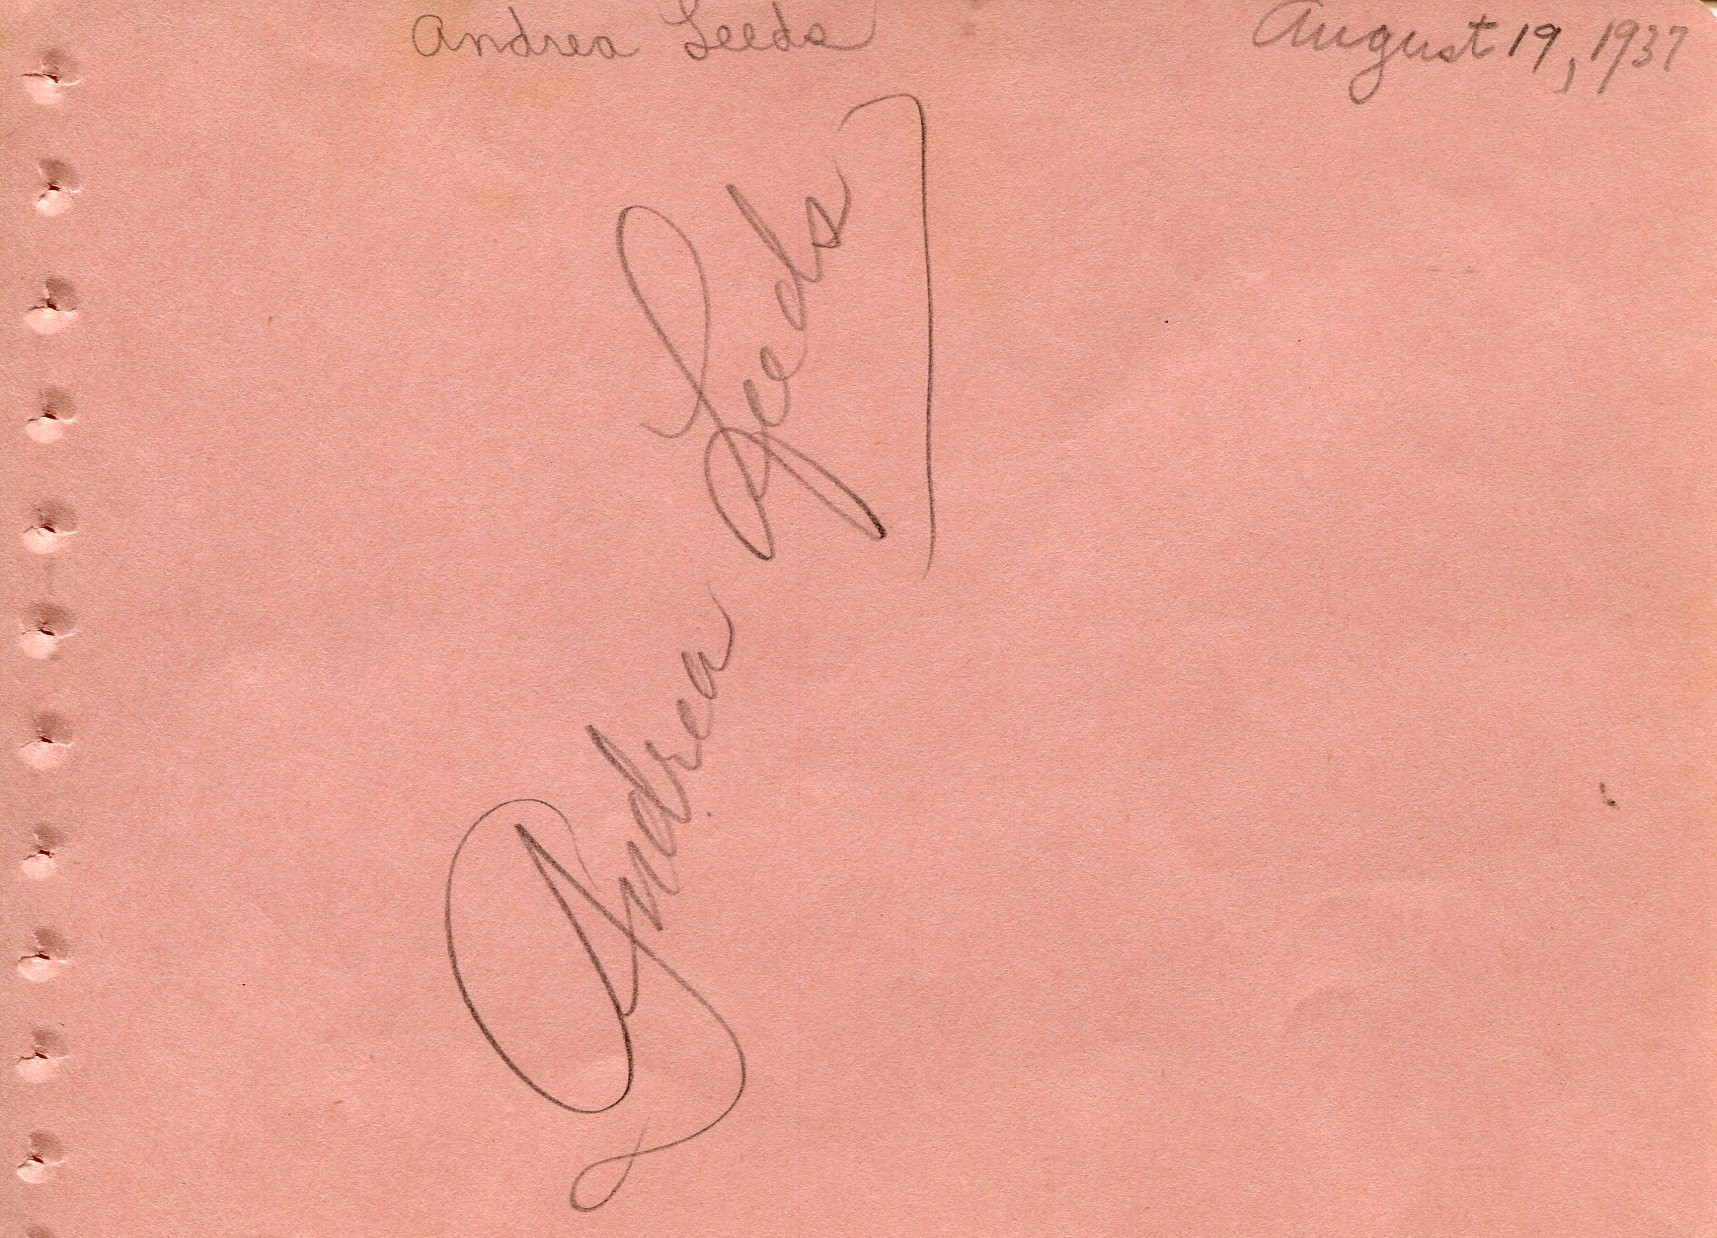 Andrea Leeds
August 19, 1937
Andrea Leeds